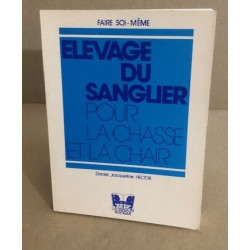 FAIRE SOI-MÊME
ELEVAGE
DU
SANGLIER
POUR
LA CHASSE
ET LA CHAIR
Daniel, Jacqueline HECTOR